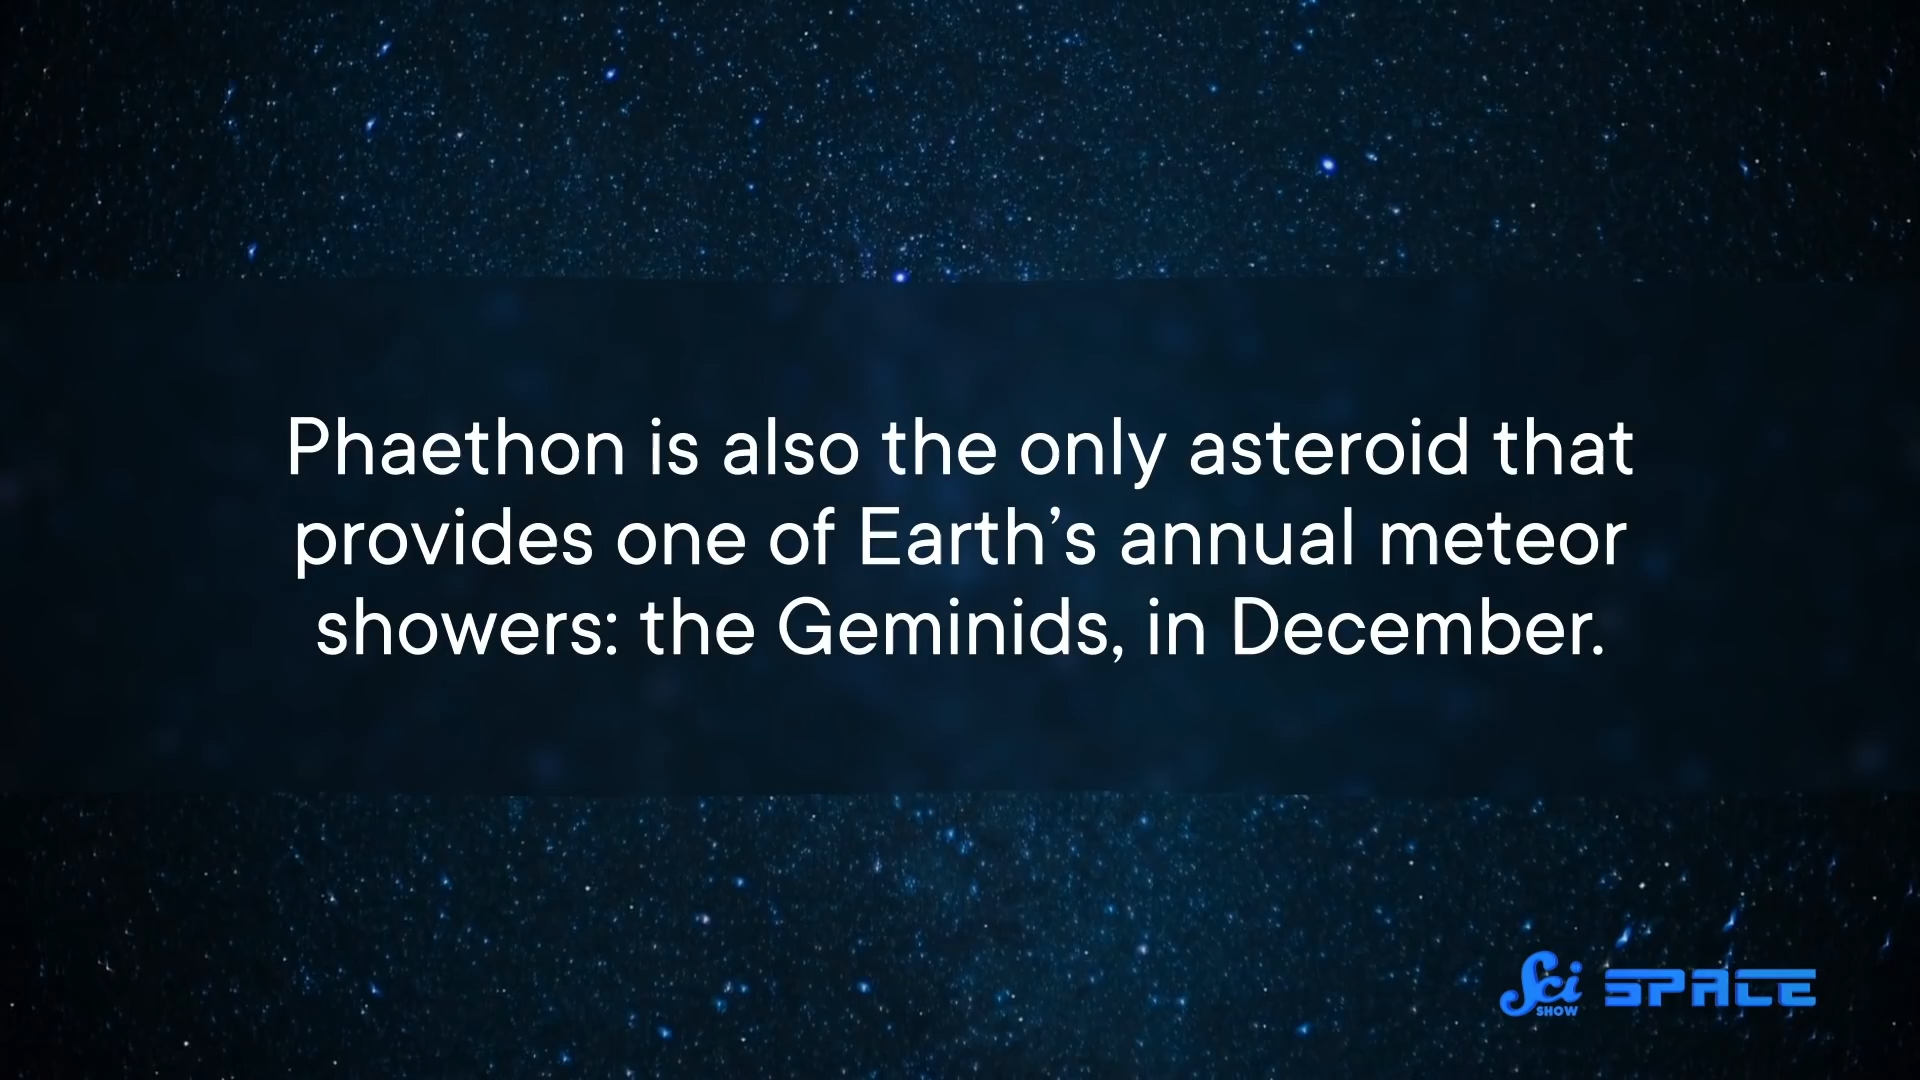 Phaethon is also the only asteroid that
provides one of Earth’s annual meteor
showers: the Geminids, in December.
Sci SHOW SPACE